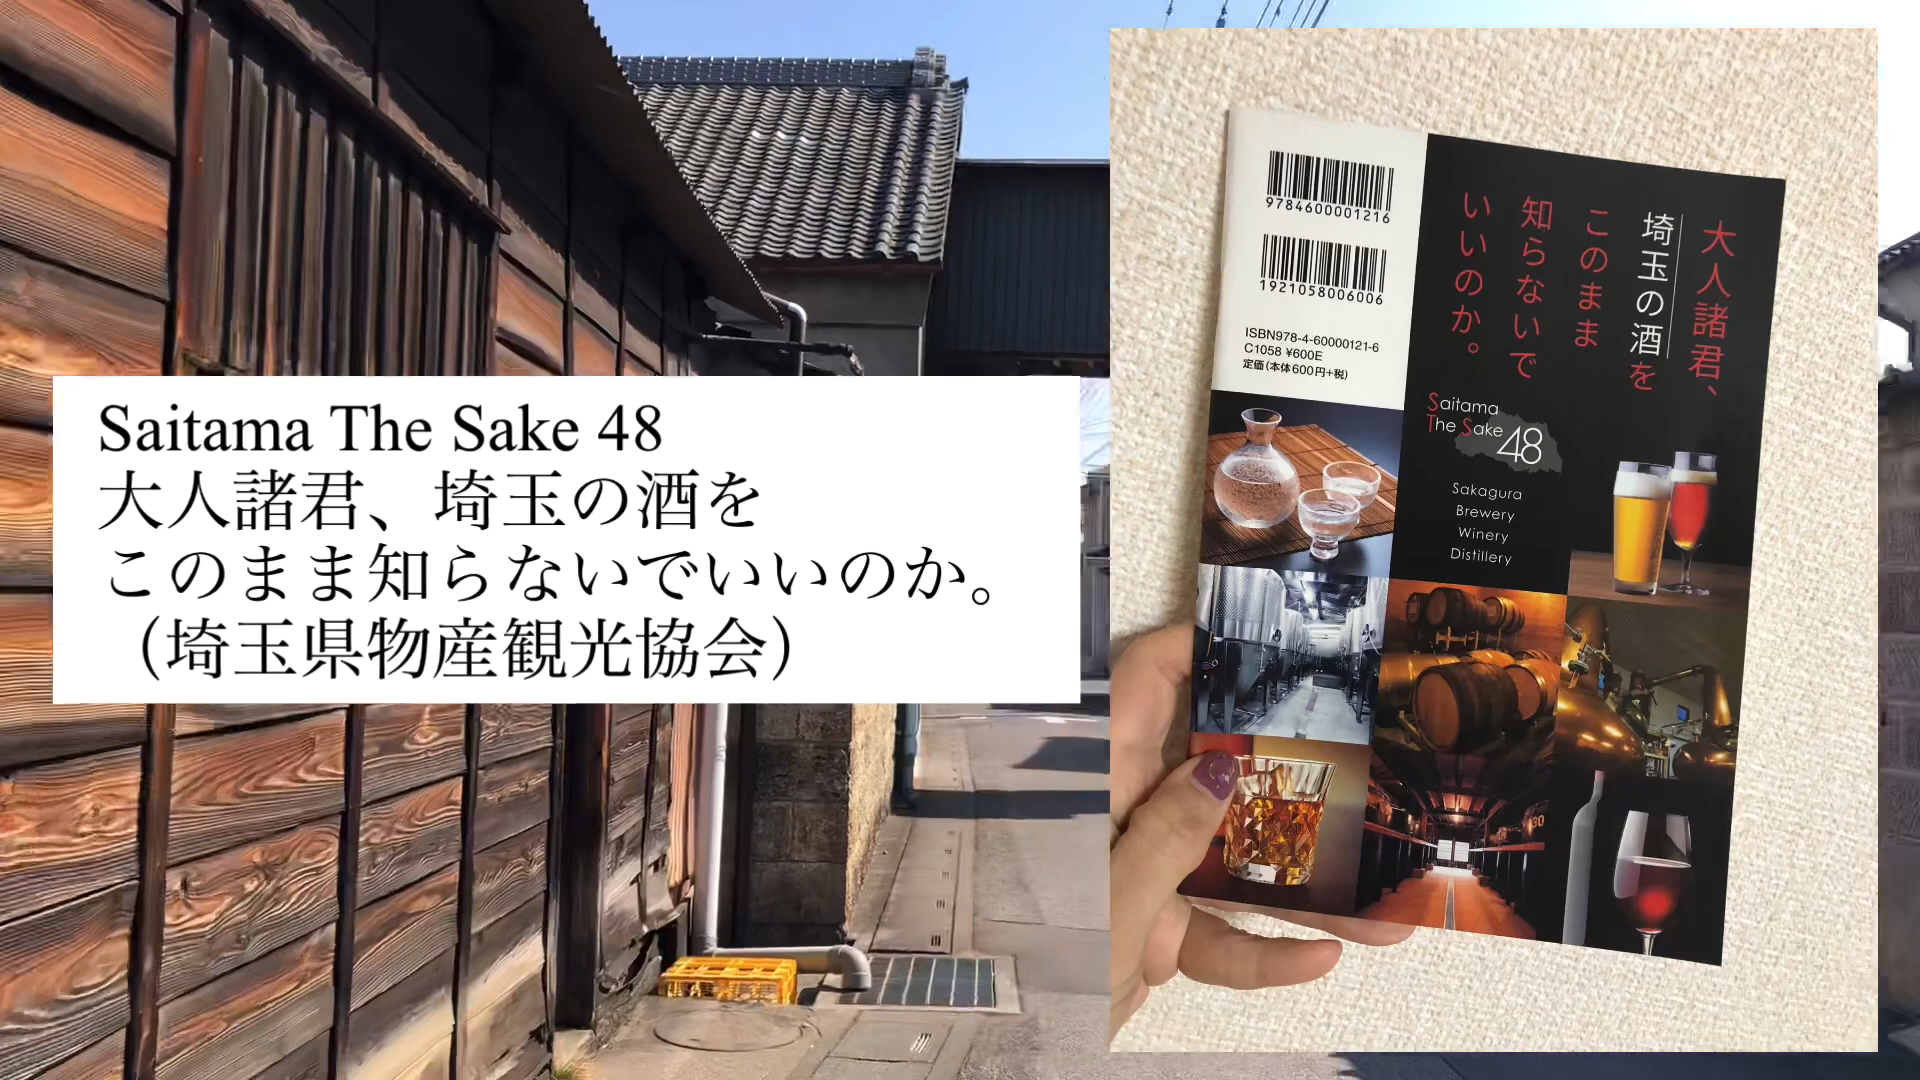 Saitama The Sake 48
大人諸君、埼玉の酒を
このまま知らないでいいのか。
（埼玉県物産観光協会）
9784600001216
1921058006006
ISBN978-4-60000121-6
C1058 ¥600E
定価(本体600円+税)
大人諸君、
埼玉の酒を
このまま
知らないで
いいのか。
Saitama
The Sake 48
Sakagura
Brewery
Winery
Distillery